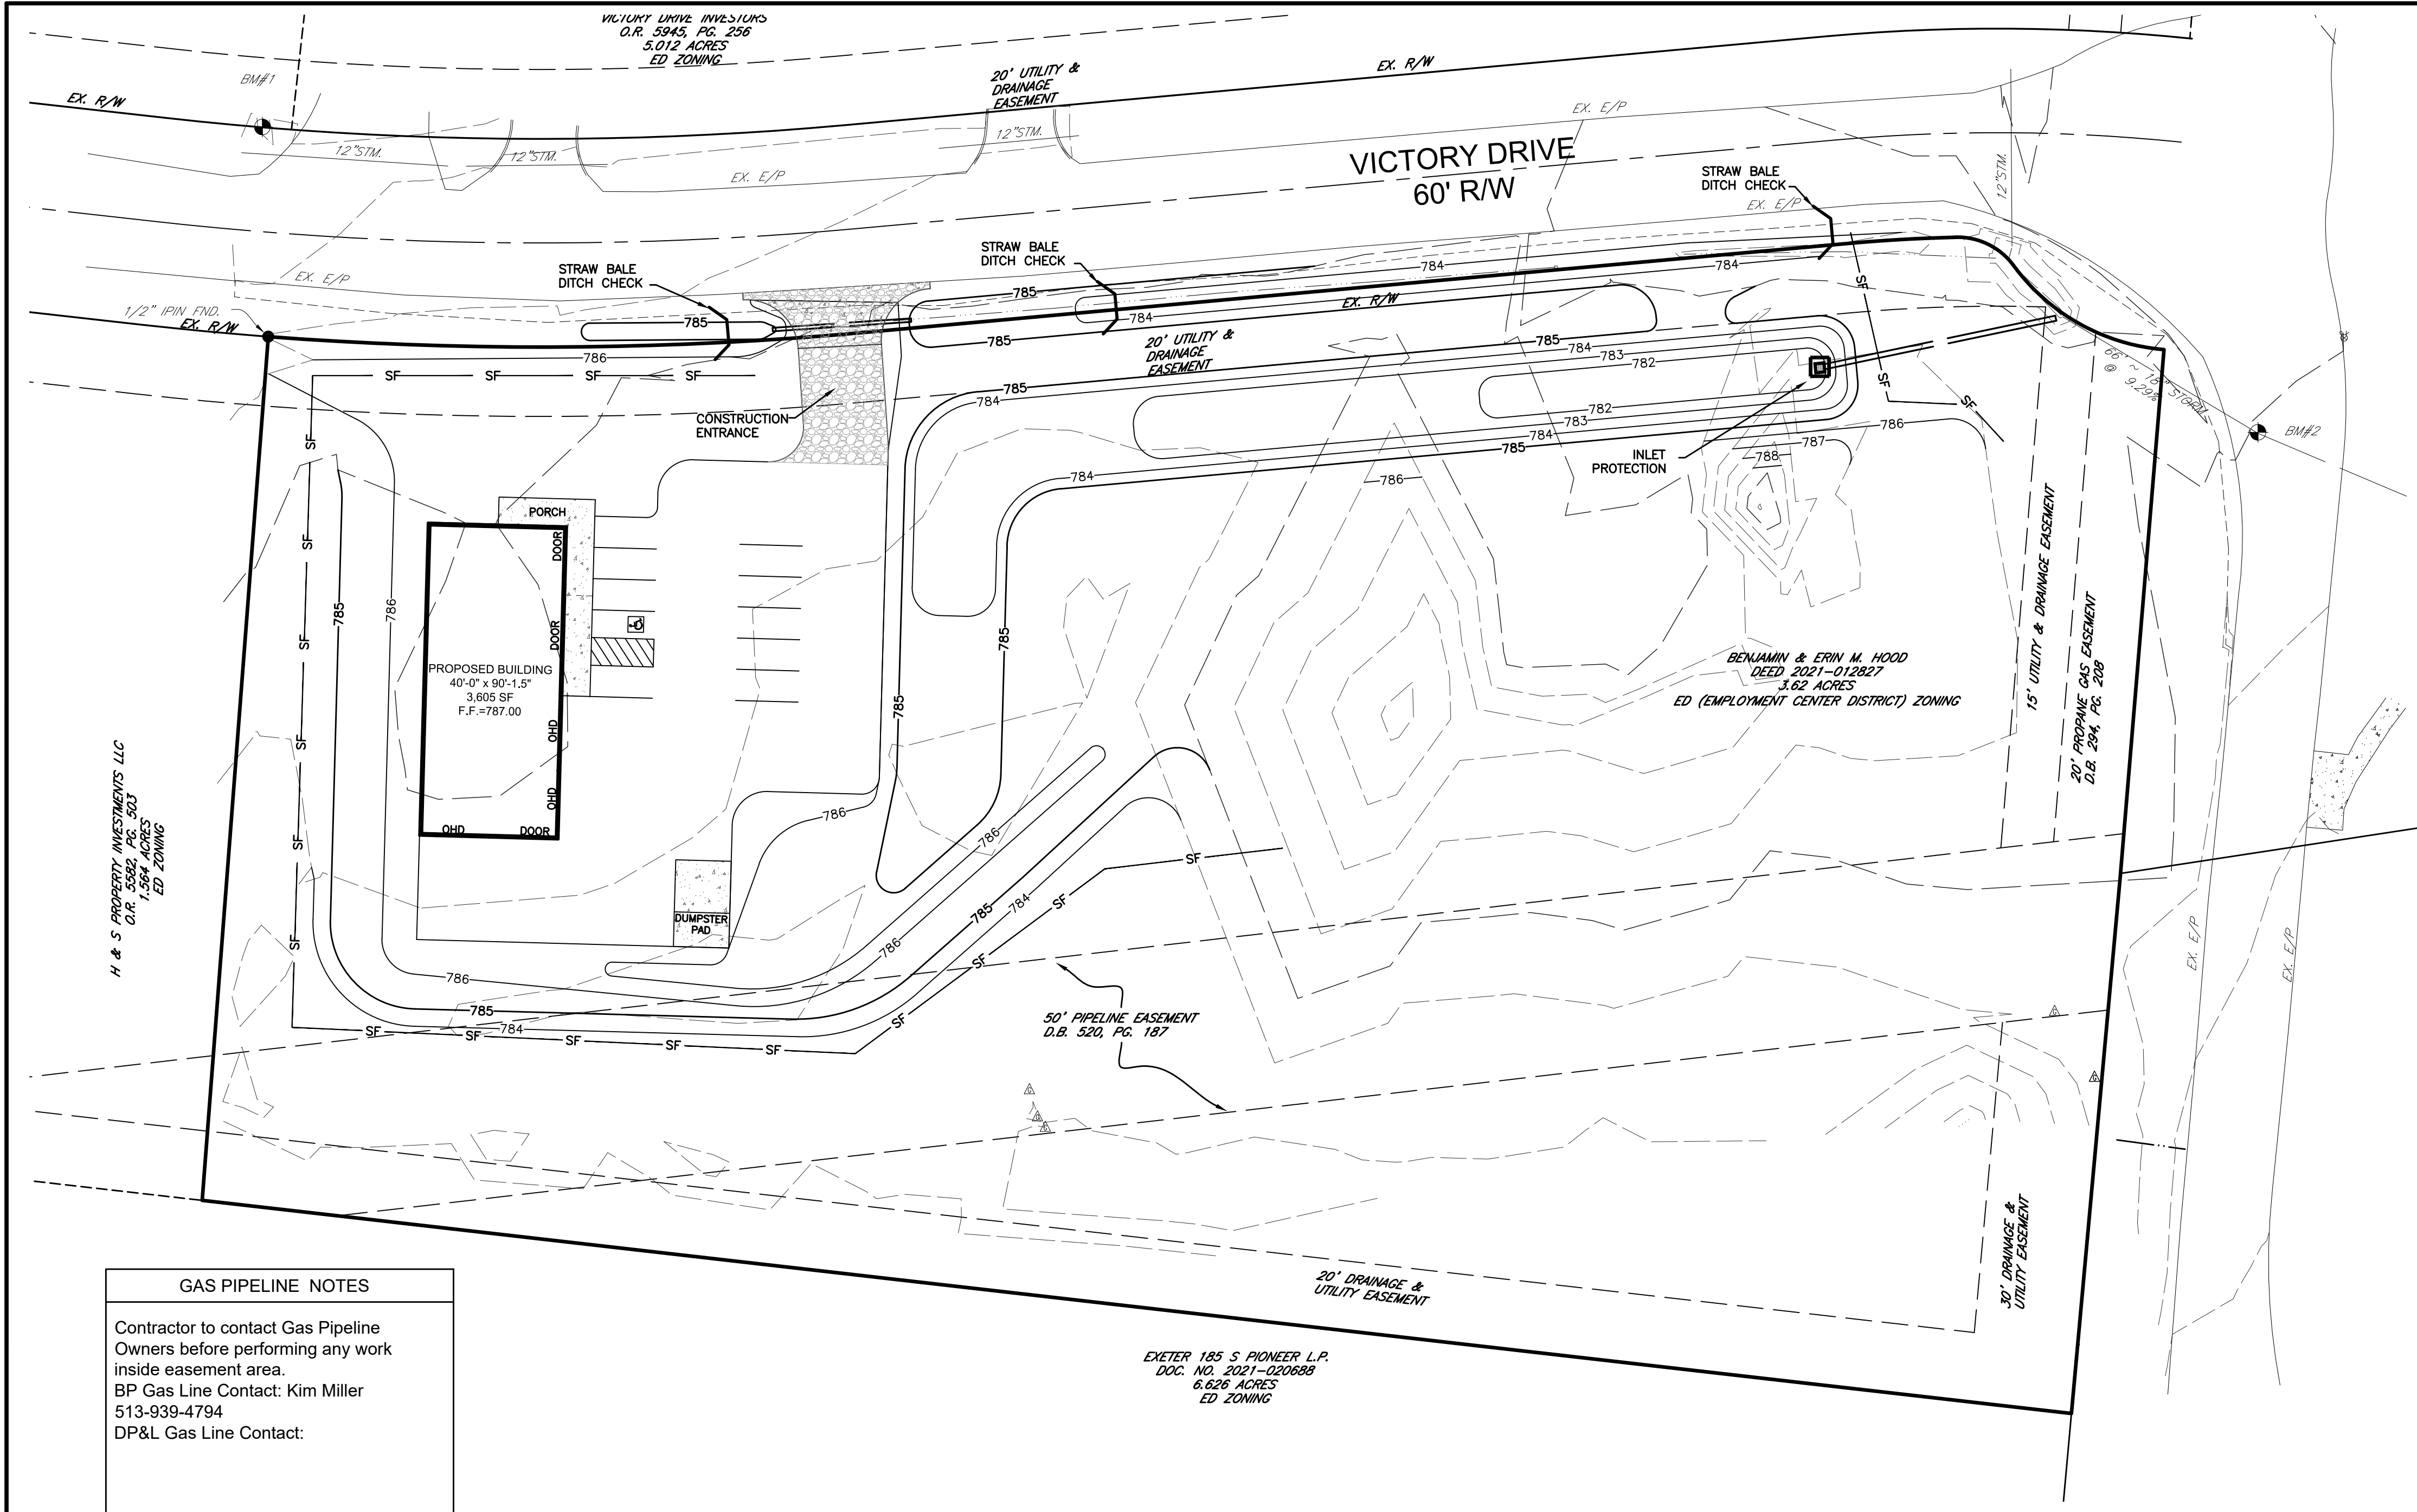 VICTORY DRIVE INVESTORS
O.R. 5945, PG. 256
5.012 ACRES
ED ZONING
BM#1
EX. R/W
20' UTILITY &
DRAINAGE
EASEMENT
EX. R/W
EX. E/P
12"STM.
12"STM.
12"STM.
EX. E/P
VICTORY DRIVE
60' R/W
STRAW BALE
DITCH CHECK
EX. E/P
12"STM.
STRAW BALE
DITCH CHECK
STRAW BALE
DITCH CHECK
EX. E/P
1/2" IPIN FND.
EX. R/W
785
784
784
785
784
EX. R/W
785
786
20' UTILITY &
DRAINAGE
EASEMENT
785
784
783
782
SF
SF
SF
SF
SF
SF
SF
66' ~ 18" STORM
@ 9.29%
BM#2
785
784
782
783
784
785
786
787
788
786
784
CONSTRUCTION
ENTRANCE
INLET
PROTECTION
SF
SF
SF
SF
SF
SF
785
786
785
785
PORCH
DOOR
DOOR
OHD
OHD
OHD
DOOR
PROPOSED BUILDING
40'-0" x 90'-1.5"
3,605 SF
F.F.=787.00
BENJAMIN & ERIN M. HOOD
DEED 2021-012827
3.62 ACRES
ED (EMPLOYMENT CENTER DISTRICT) ZONING
15' UTILITY & DRAINAGE EASEMENT
20' PROPANE GAS EASEMENT
D.B. 294, PG. 208
H & S PROPERTY INVESTMENTS LLC
O.R. 5582, PG. 503
1.564 ACRES
ED ZONING
786
786
785
784
786
SF
SF
SF
SF
DUMPSTER
PAD
786
785
784
SF
SF
SF
SF
SF
EX. E/P
EX. E/P
50' PIPELINE EASEMENT
D.B. 520, PG. 187
G
G
G
G
G
30' DRAINAGE &
UTILITY EASEMENT
20' DRAINAGE &
UTILITY EASEMENT
EXETER 185 S PIONEER L.P.
DOC. NO. 2021-020688
6.626 ACRES
ED ZONING
GAS PIPELINE NOTES
Contractor to contact Gas Pipeline
Owners before performing any work
inside easement area.
BP Gas Line Contact: Kim Miller
513-939-4794
DP&L Gas Line Contact: